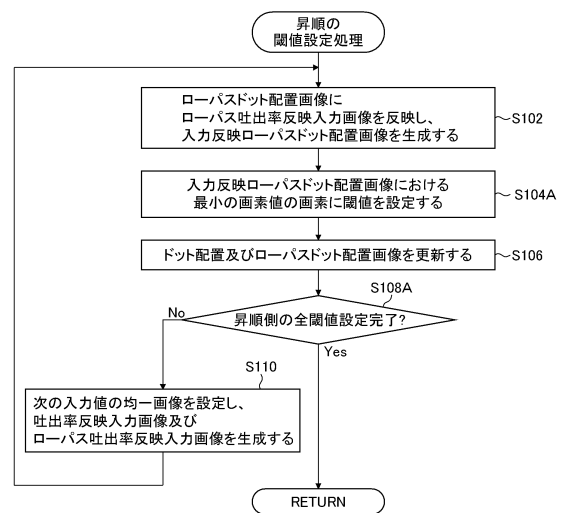 昇順の
閾値設定処理
ローパスドット配置画像に
ローパス吐出率反映入力画像を反映し、
入力反映ローパスドット配置画像を生成する
S102
入力反映ローパスドット配置画像における
最小の画素値の画素に閾値を設定する
S104A
ドット配置及びローパスドット配置画像を更新する
S106
S108A
昇順側の全閾値設定完了?
No
Yes
S110
次の入力値の均一画像を設定し、
吐出率反映入力画像及び
ローパス吐出率反映入力画像を生成する
RETURN